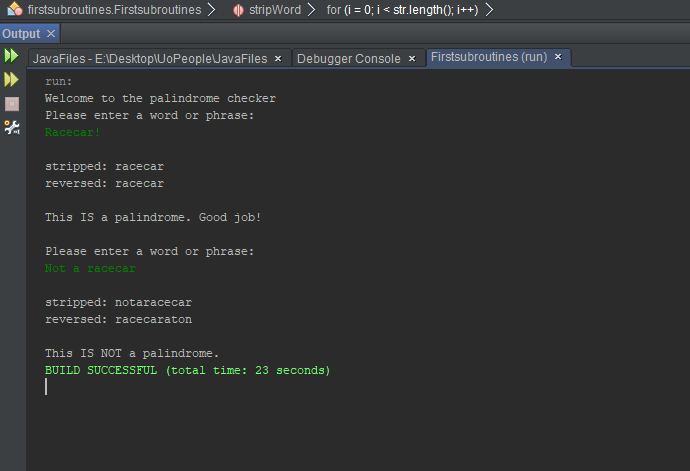 firstsubroutines.Firstsubroutines stripWord for (i = 0; i < str.length(); i++)
Output
JavaFiles - E:\Desktop\UoPeople\JavaFiles Debugger Console Firstsubroutines (run)
run:
Welcome to the palindrome checker
Please enter a word or phrase:
Racecar!
stripped: racecar
reversed: racecar
This IS a palindrome. Good job!
Please enter a word or phrase:
Not a racecar
stripped: notaracecar
reversed: racecaraton
This IS NOT a palindrome.
BUILD SUCCESSFUL (total time: 23 seconds)